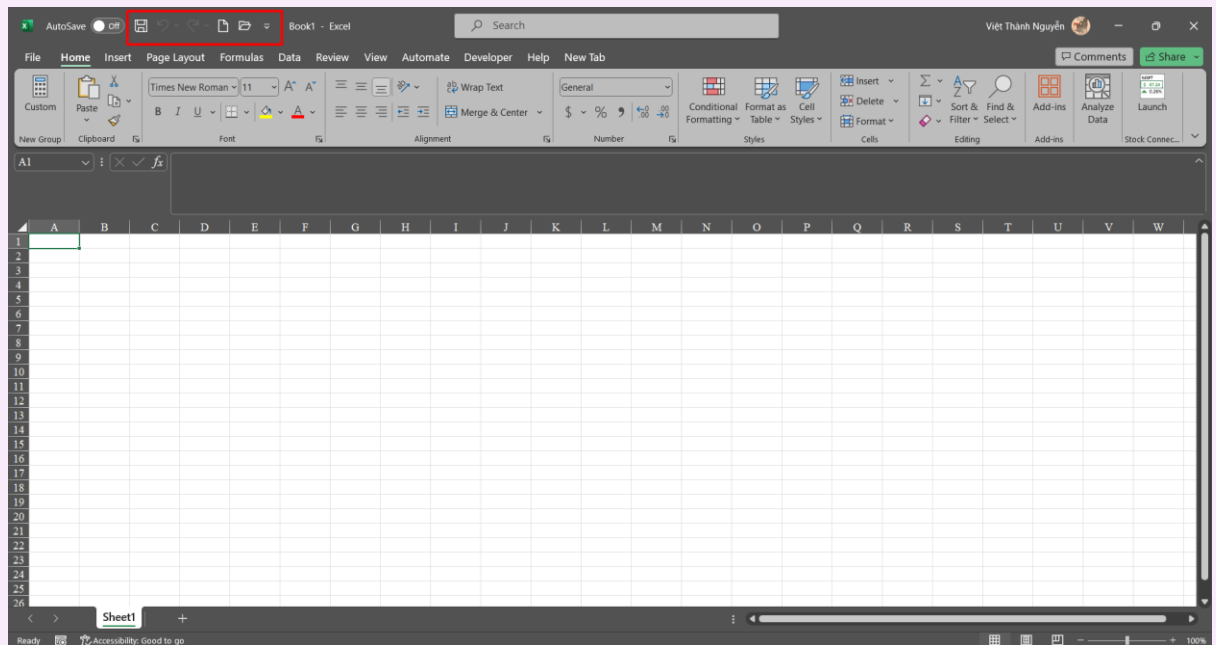 AutoSave Off Book1 - Excel Search Việt Thành Nguyễn
File Home Insert Page Layout Formulas Data Review View Automate Developer Help New Tab Comments Share
Times New Roman 11 A A Wrap Text General Insert Σ
Custom Paste B I U A Merge & Center $ % 9 Conditional Formatting Format as Table Cell Styles Delete Format Sort & Filter Find & Select Add-ins Analyze Data Launch
New Group Clipboard Font Alignment Number Styles Cells Editing Add-ins Stock Connec...
A1 fx
A B C D E F G H I J K L M N O P Q R S T U V W
1
2
3
4
5
6
7
8
9
10
11
12
13
14
15
16
17
18
19
20
21
22
23
24
25
26
Sheet1
Ready Accessibility: Good to go 100%